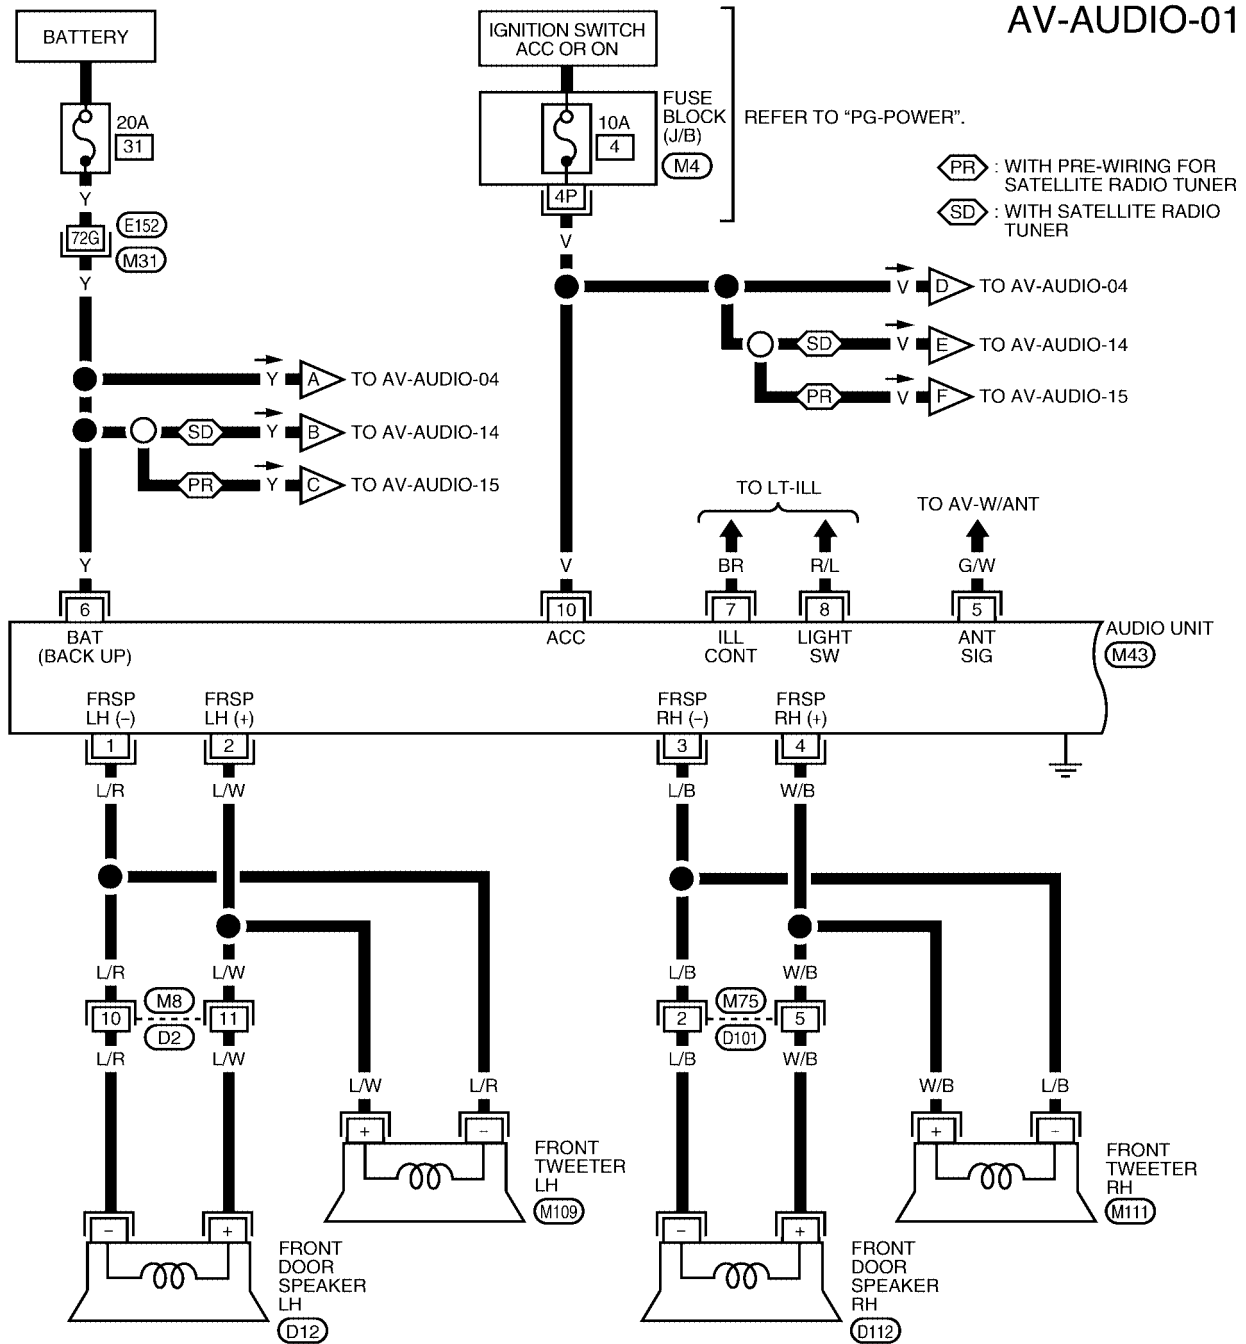 AV-AUDIO-01
BATTERY
IGNITION SWITCH
ACC OR ON
20A
31
10A
4
FUSE
BLOCK
(J/B)
M4
REFER TO “PG-POWER”.
PR : WITH PRE-WIRING FOR
SATELLITE RADIO TUNER
SD : WITH SATELLITE RADIO
TUNER
Y
4P
72G
E152
M31
V
Y
V D TO AV-AUDIO-04
SD V E TO AV-AUDIO-14
PR V F TO AV-AUDIO-15
Y A TO AV-AUDIO-04
SD Y B TO AV-AUDIO-14
PR Y C TO AV-AUDIO-15
TO LT-ILL
TO AV-W/ANT
Y V BR R/L G/W
6 10 7 8 5
BAT
(BACK UP)
ACC
ILL
CONT
LIGHT
SW
ANT
SIG
AUDIO UNIT
M43
FRSP
LH (–)
FRSP
LH (+)
FRSP
RH (–)
FRSP
RH (+)
1 2 3 4
L/R L/W L/B W/B
L/R L/W L/B W/B
10 M8 11 2 M75 5
D2 D101
L/R L/W L/B W/B
L/W L/R W/B L/B
+ – + –
FRONT
TWEETER
LH
M109
FRONT
TWEETER
RH
M111
– + – +
FRONT
DOOR
SPEAKER
LH
D12
FRONT
DOOR
SPEAKER
RH
D112